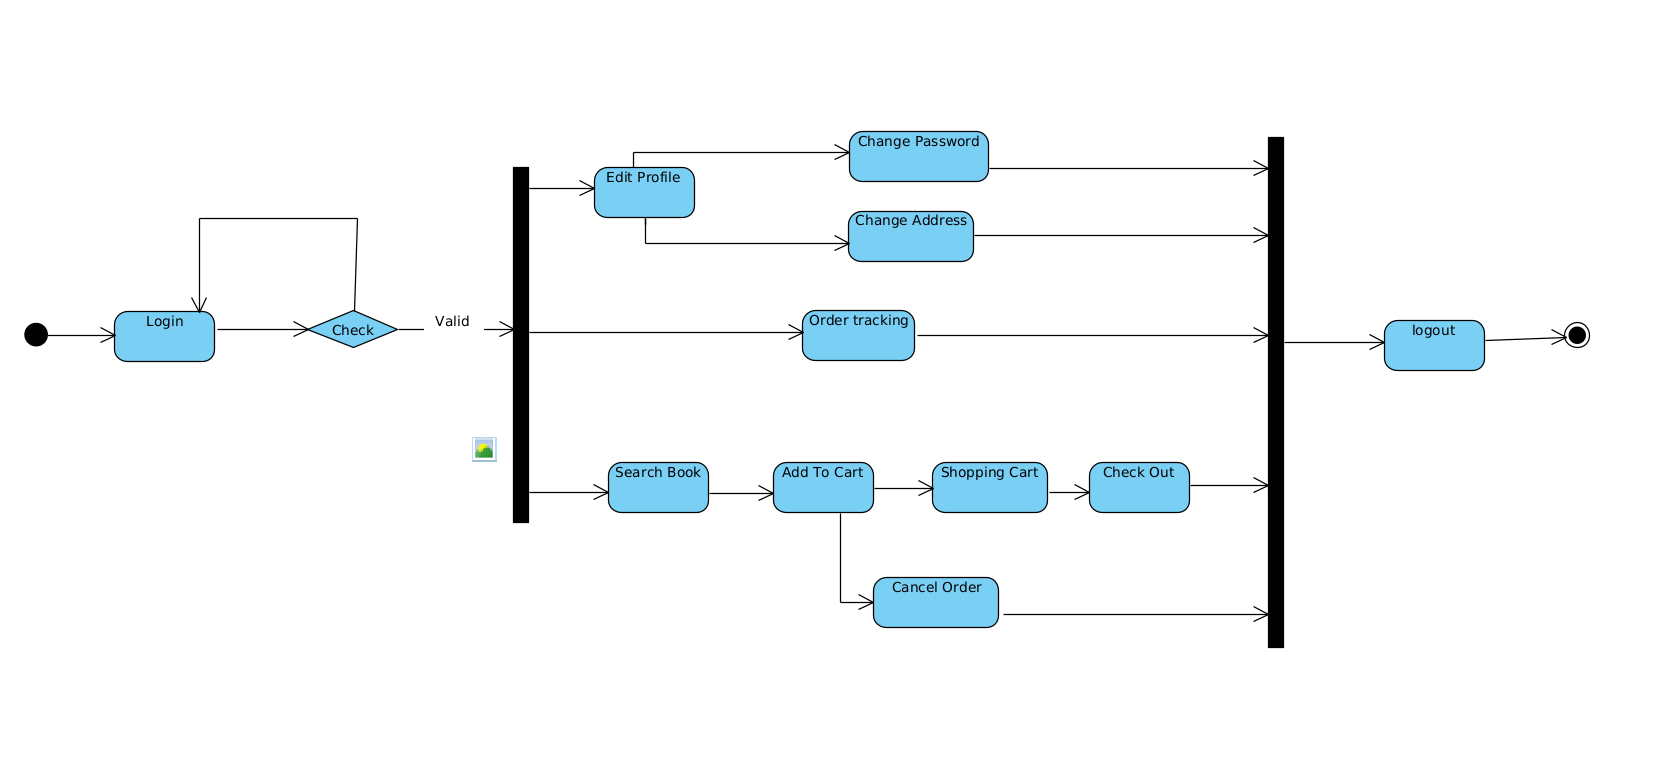 Login
Check
Valid
Edit Profile
Change Password
Change Address
Order tracking
Search Book
Add To Cart
Shopping Cart
Check Out
Cancel Order
logout